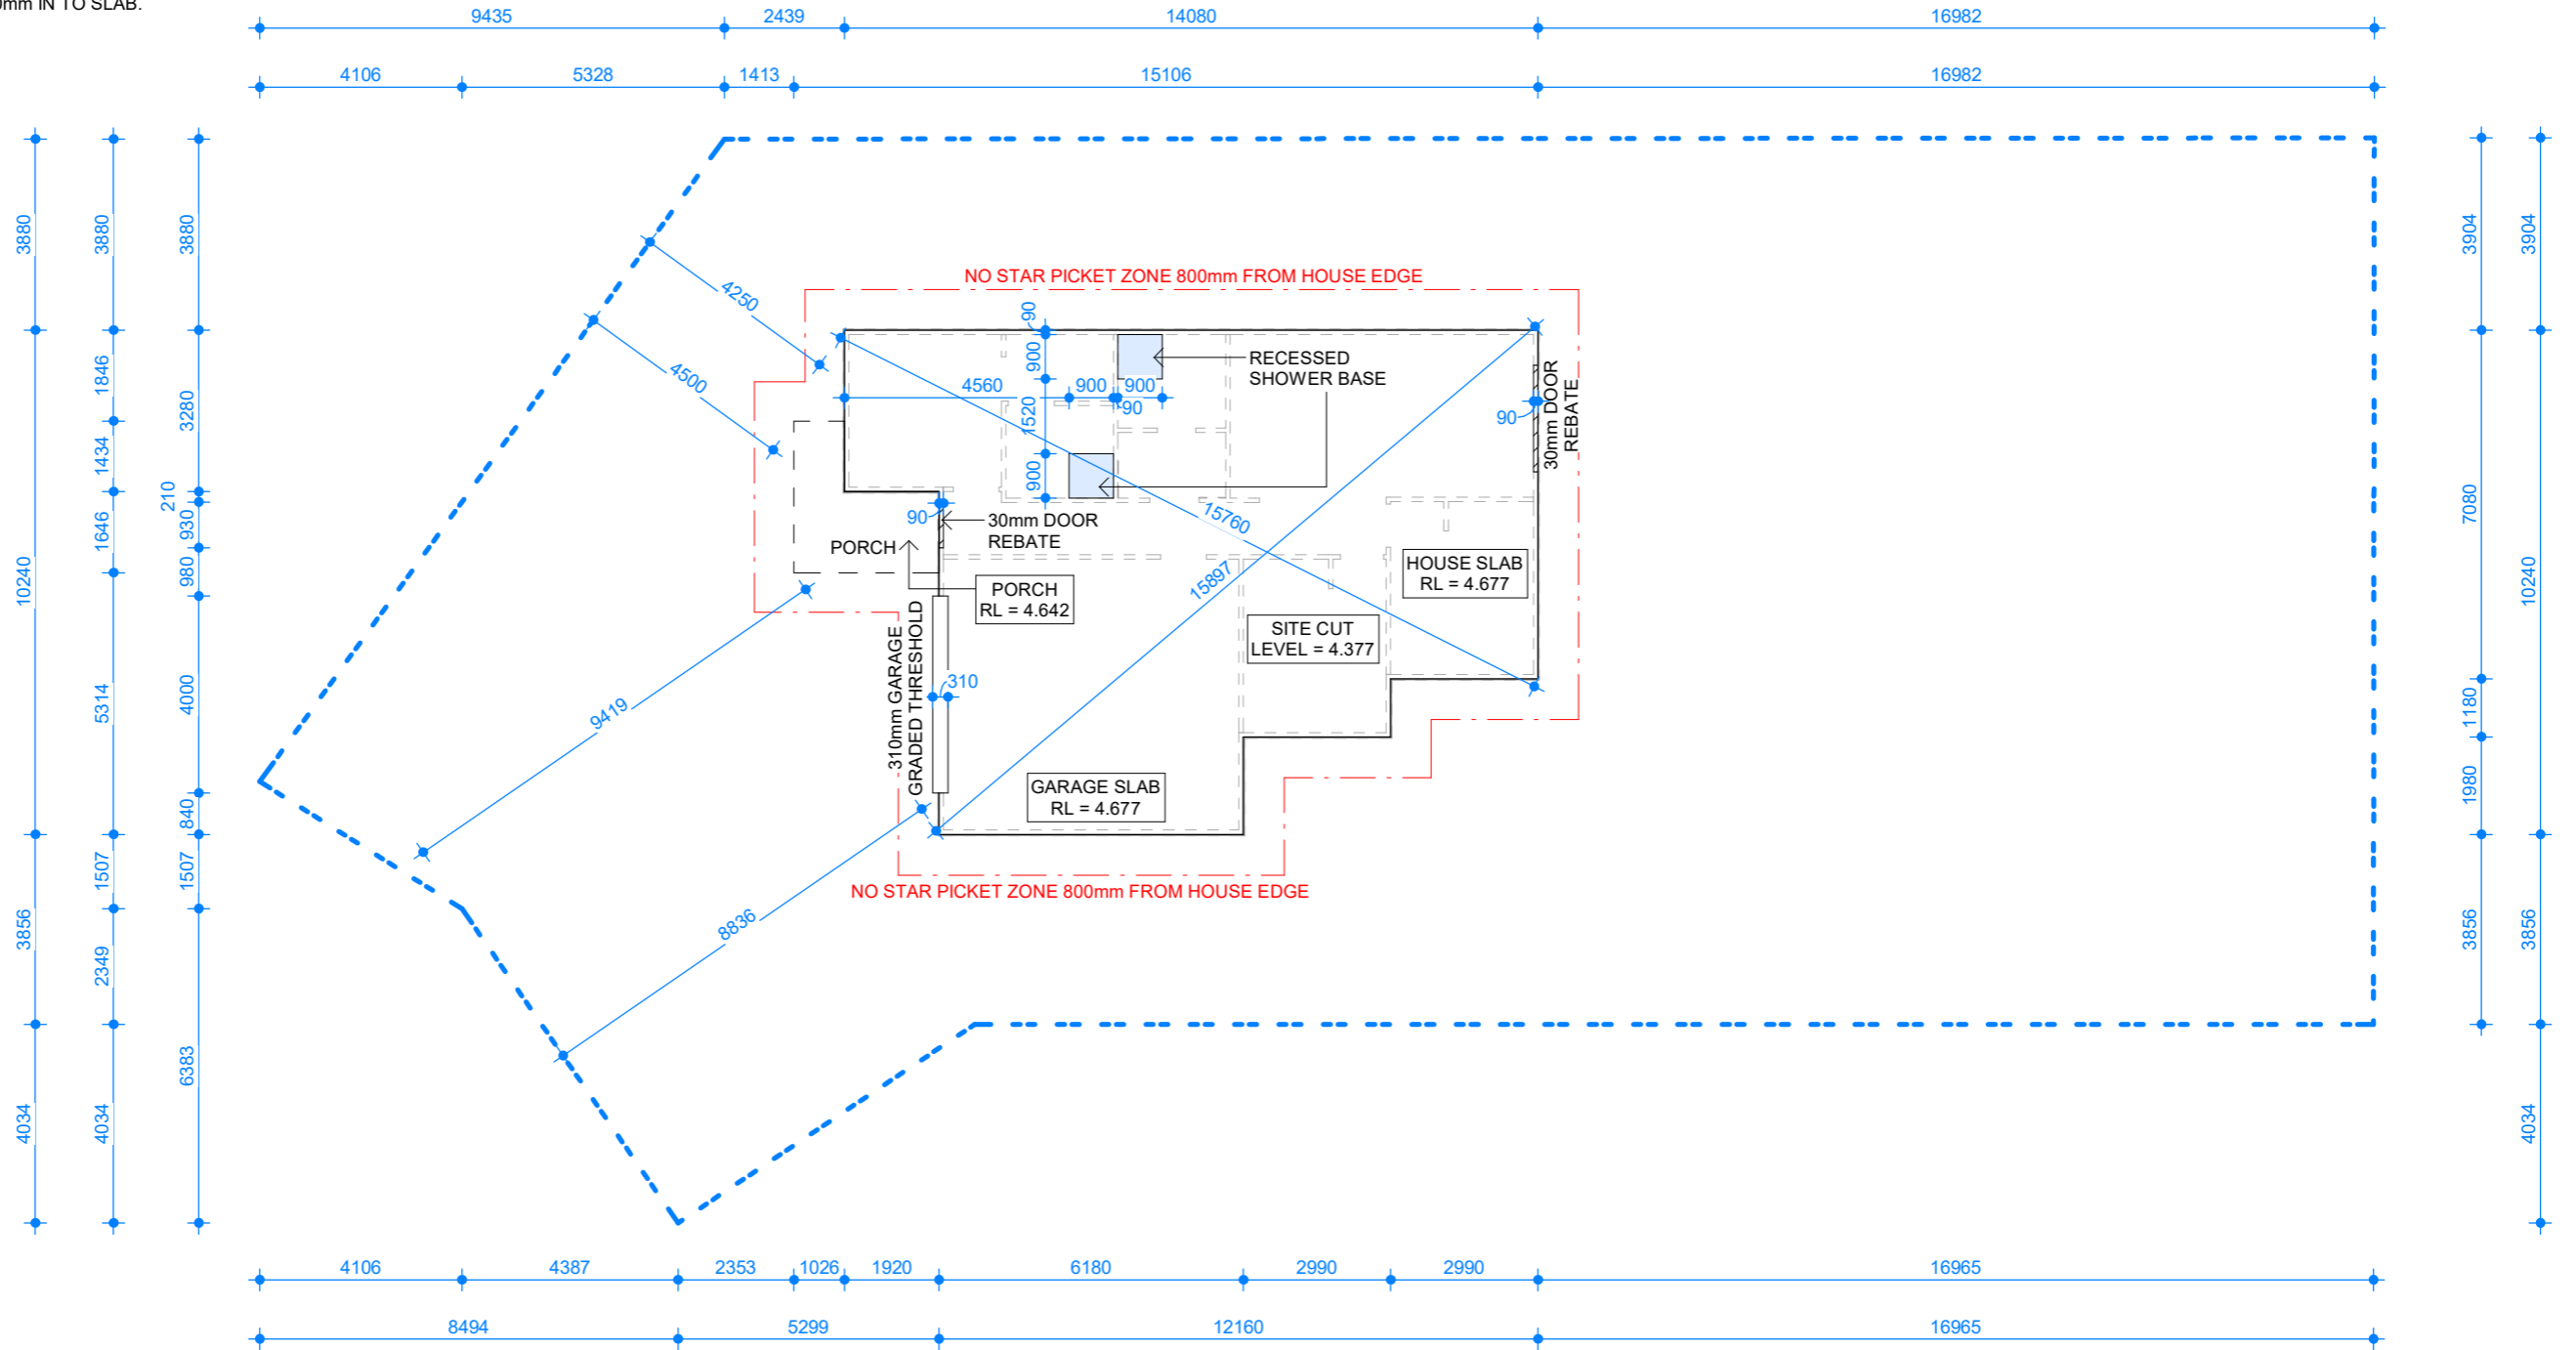 0mm IN TO SLAB.
9435 2439 14080 16982
4106 5328 1413 15106 16982
3880
10240
3856
4034
3880
1846
1434
1646
5314
1507
2349
4034
3880
3280
210
930
980
4000
840
1507
6383
4250
4500
9419
8836
NO STAR PICKET ZONE 800mm FROM HOUSE EDGE
90
900
1520
900
4560 900 900
90
RECESSED
SHOWER BASE
30mm DOOR
REBATE
90
15760
15897
90
30mm DOOR
REBATE
PORCH
PORCH
RL = 4.642
HOUSE SLAB
RL = 4.677
SITE CUT
LEVEL = 4.377
310mm GARAGE
GRADED THRESHOLD
310
GARAGE SLAB
RL = 4.677
NO STAR PICKET ZONE 800mm FROM HOUSE EDGE
3904
7080
1180
1980
3856
3904
10240
3856
4034
4106 4387 2353 1026 1920 6180 2990 2990 16965
8494 5299 12160 16965